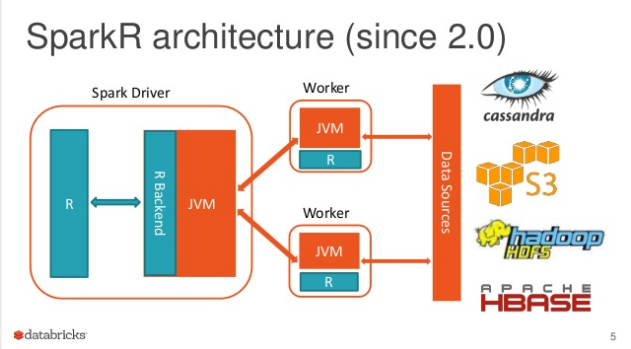 SparkR architecture (since 2.0)
Spark Driver
R
R Backend
JVM
Worker
JVM
R
Worker
JVM
R
Data Sources
cassandra
S3
hadoop
HDFS
APACHE
HBASE
databricks
5